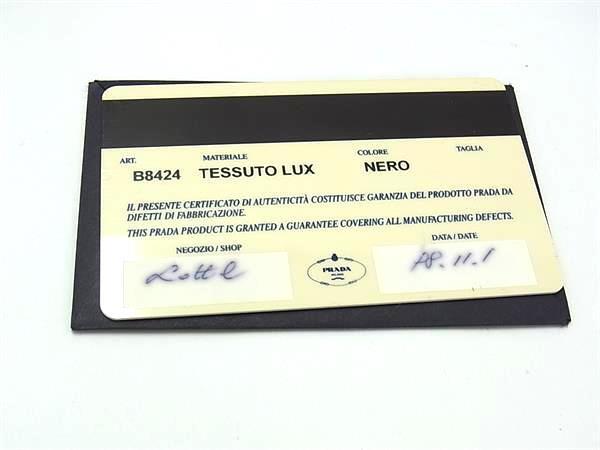 ART. MATERIALE COLORE TAGLIA
B8424 TESSUTO LUX NERO
IL PRESENTE CERTIFICATO DI AUTENTICITÀ COSTITUISCE GARANZIA DEL PRODOTTO PRADA DA
DIFETTI DI FABBRICAZIONE.
THIS PRADA PRODUCT IS GRANTED A GUARANTEE COVERING ALL MANUFACTURING DEFECTS.
NEGOZIO / SHOP DATA / DATE
PRADA